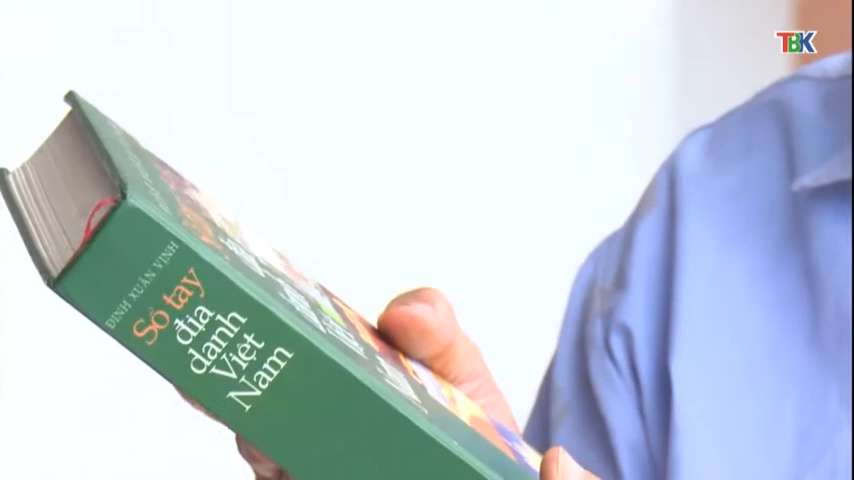 TBK
ĐINH XUÂN VỊNH
Sổ tay
địa
danh
Việt
Nam